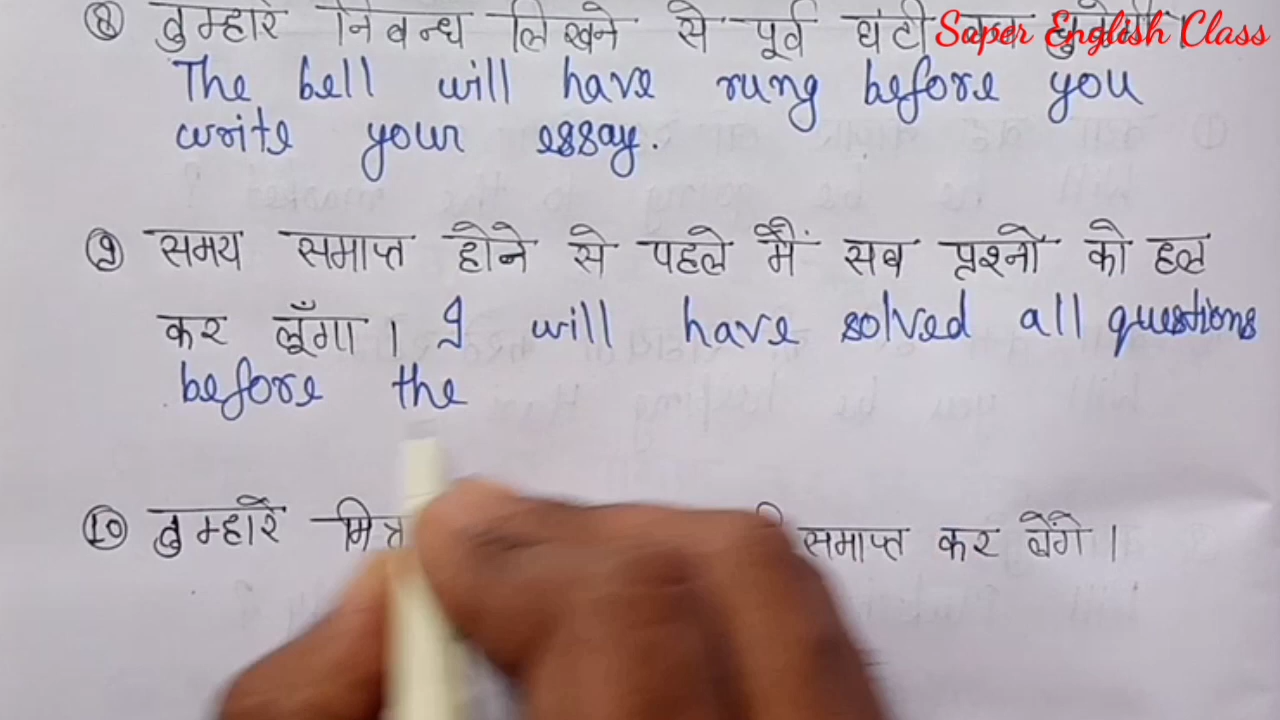 ⑧ तुम्हारे निबन्ध लिखने से पूर्व घंटी
Super English Class
The bell will have rung before you
write your essay.
⑨ समय समाप्त होने से पहले मैं सब प्रश्नों को हल
कर लूँगा। I will have solved all questions
before the
⑩ तुम्हारे समाप्त कर लेंगे।